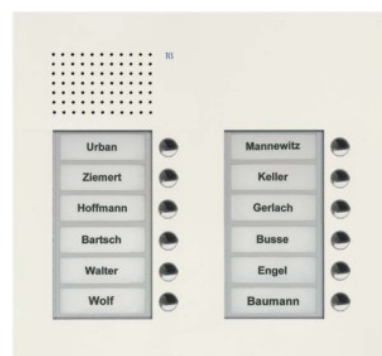 Urban
Ziemert
Hoffmann
Bartsch
Walter
Wolf
Mannewitz
Keller
Gerlach
Busse
Engel
Baumann